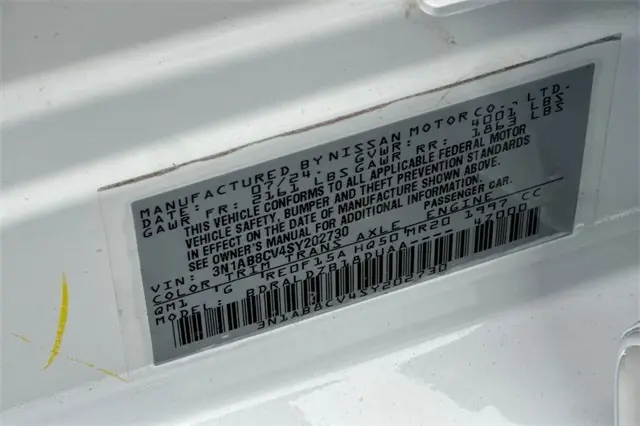 MANUFACTURED BY NISSAN MOTOR CO., LTD.
DATE: 07/24 GVWR: 4001 LBS
GAWR FR: 2161 LBS GAWR RR: 1863 LBS
THIS VEHICLE CONFORMS TO ALL APPLICABLE FEDERAL MOTOR
VEHICLE SAFETY, BUMPER AND THEFT PREVENTION STANDARDS
IN EFFECT ON THE DATE OF MANUFACTURE SHOWN ABOVE.
SEE OWNER'S MANUAL FOR ADDITIONAL INFORMATION.
VIN: 3N1AB8CV4SY202730 PASSENGER CAR.
COLOR TRIM TRANS AXLE ENGINE
QM1 G RE0F15A HQ50 MR20 1997 CC
MODEL: BDRALD7B18DUAA----- 47000
3N1AB8CV4SY202730